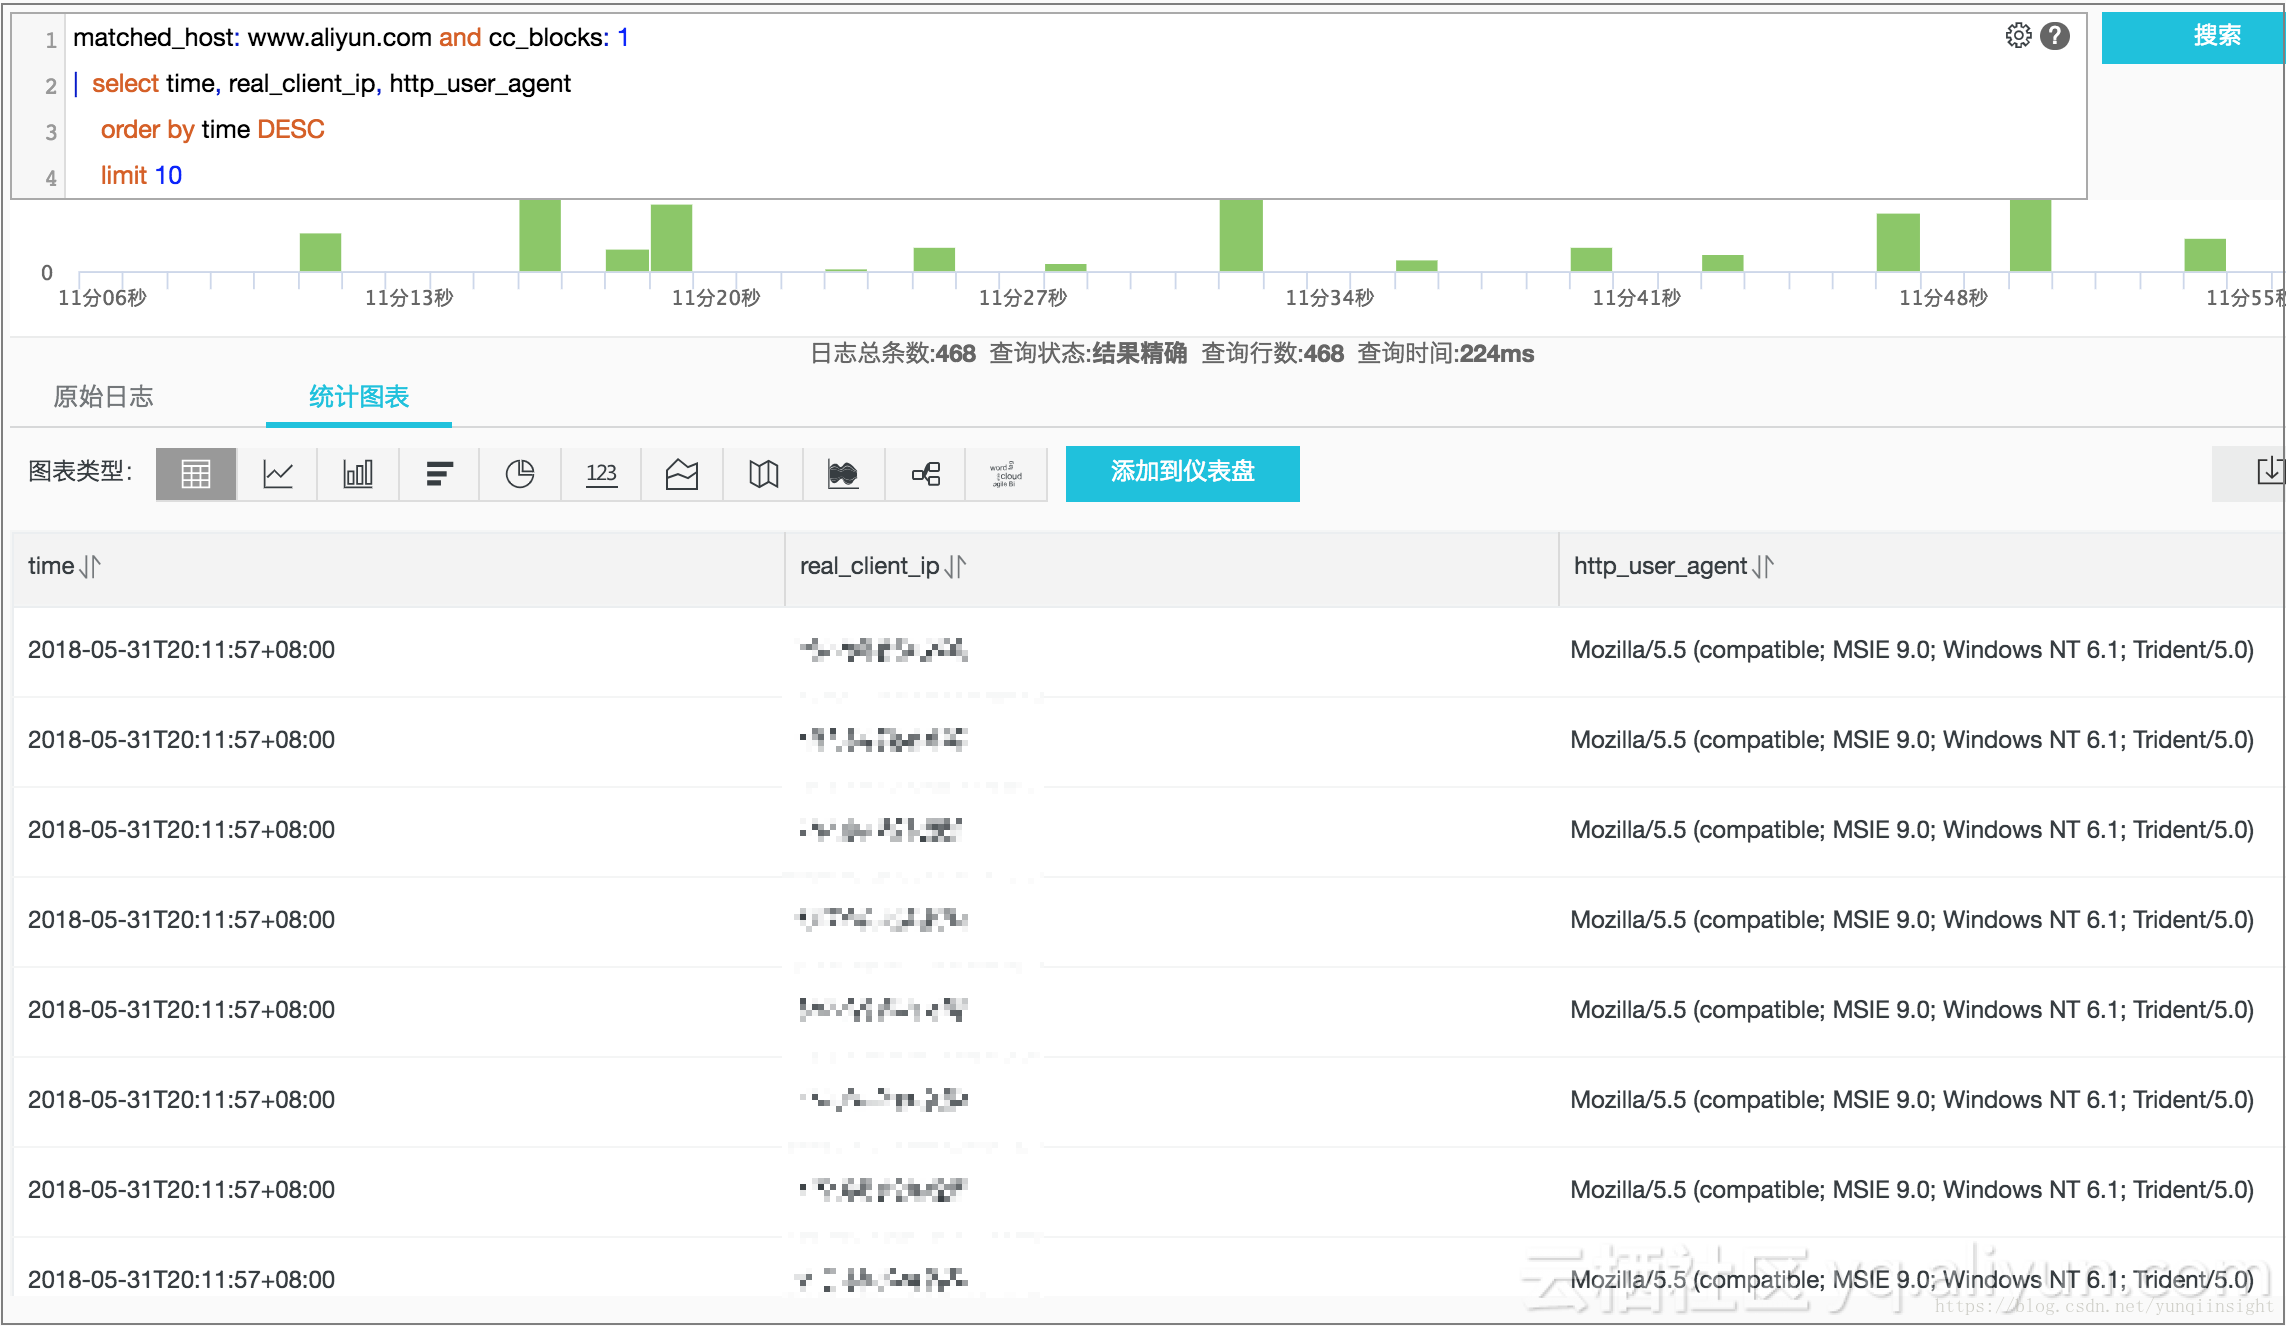 1 matched_host: www.aliyun.com and cc_blocks: 1
2 | select time, real_client_ip, http_user_agent
3 order by time DESC
4 limit 10
搜索
0
11分06秒 11分13秒 11分20秒 11分27秒 11分34秒 11分41秒 11分48秒 11分55秒
日志总条数:468 查询状态:结果精确 查询行数:468 查询时间:224ms
原始日志 统计图表
图表类型: 123 添加到仪表盘
time real_client_ip http_user_agent
2018-05-31T20:11:57+08:00 Mozilla/5.5 (compatible; MSIE 9.0; Windows NT 6.1; Trident/5.0)
2018-05-31T20:11:57+08:00 Mozilla/5.5 (compatible; MSIE 9.0; Windows NT 6.1; Trident/5.0)
2018-05-31T20:11:57+08:00 Mozilla/5.5 (compatible; MSIE 9.0; Windows NT 6.1; Trident/5.0)
2018-05-31T20:11:57+08:00 Mozilla/5.5 (compatible; MSIE 9.0; Windows NT 6.1; Trident/5.0)
2018-05-31T20:11:57+08:00 Mozilla/5.5 (compatible; MSIE 9.0; Windows NT 6.1; Trident/5.0)
2018-05-31T20:11:57+08:00 Mozilla/5.5 (compatible; MSIE 9.0; Windows NT 6.1; Trident/5.0)
2018-05-31T20:11:57+08:00 Mozilla/5.5 (compatible; MSIE 9.0; Windows NT 6.1; Trident/5.0)
2018-05-31T20:11:57+08:00 Mozilla/5.5 (compatible; MSIE 9.0; Windows NT 6.1; Trident/5.0)
云栖社区 yq.aliyun.com
https://blog.csdn.net/yunqiinsight